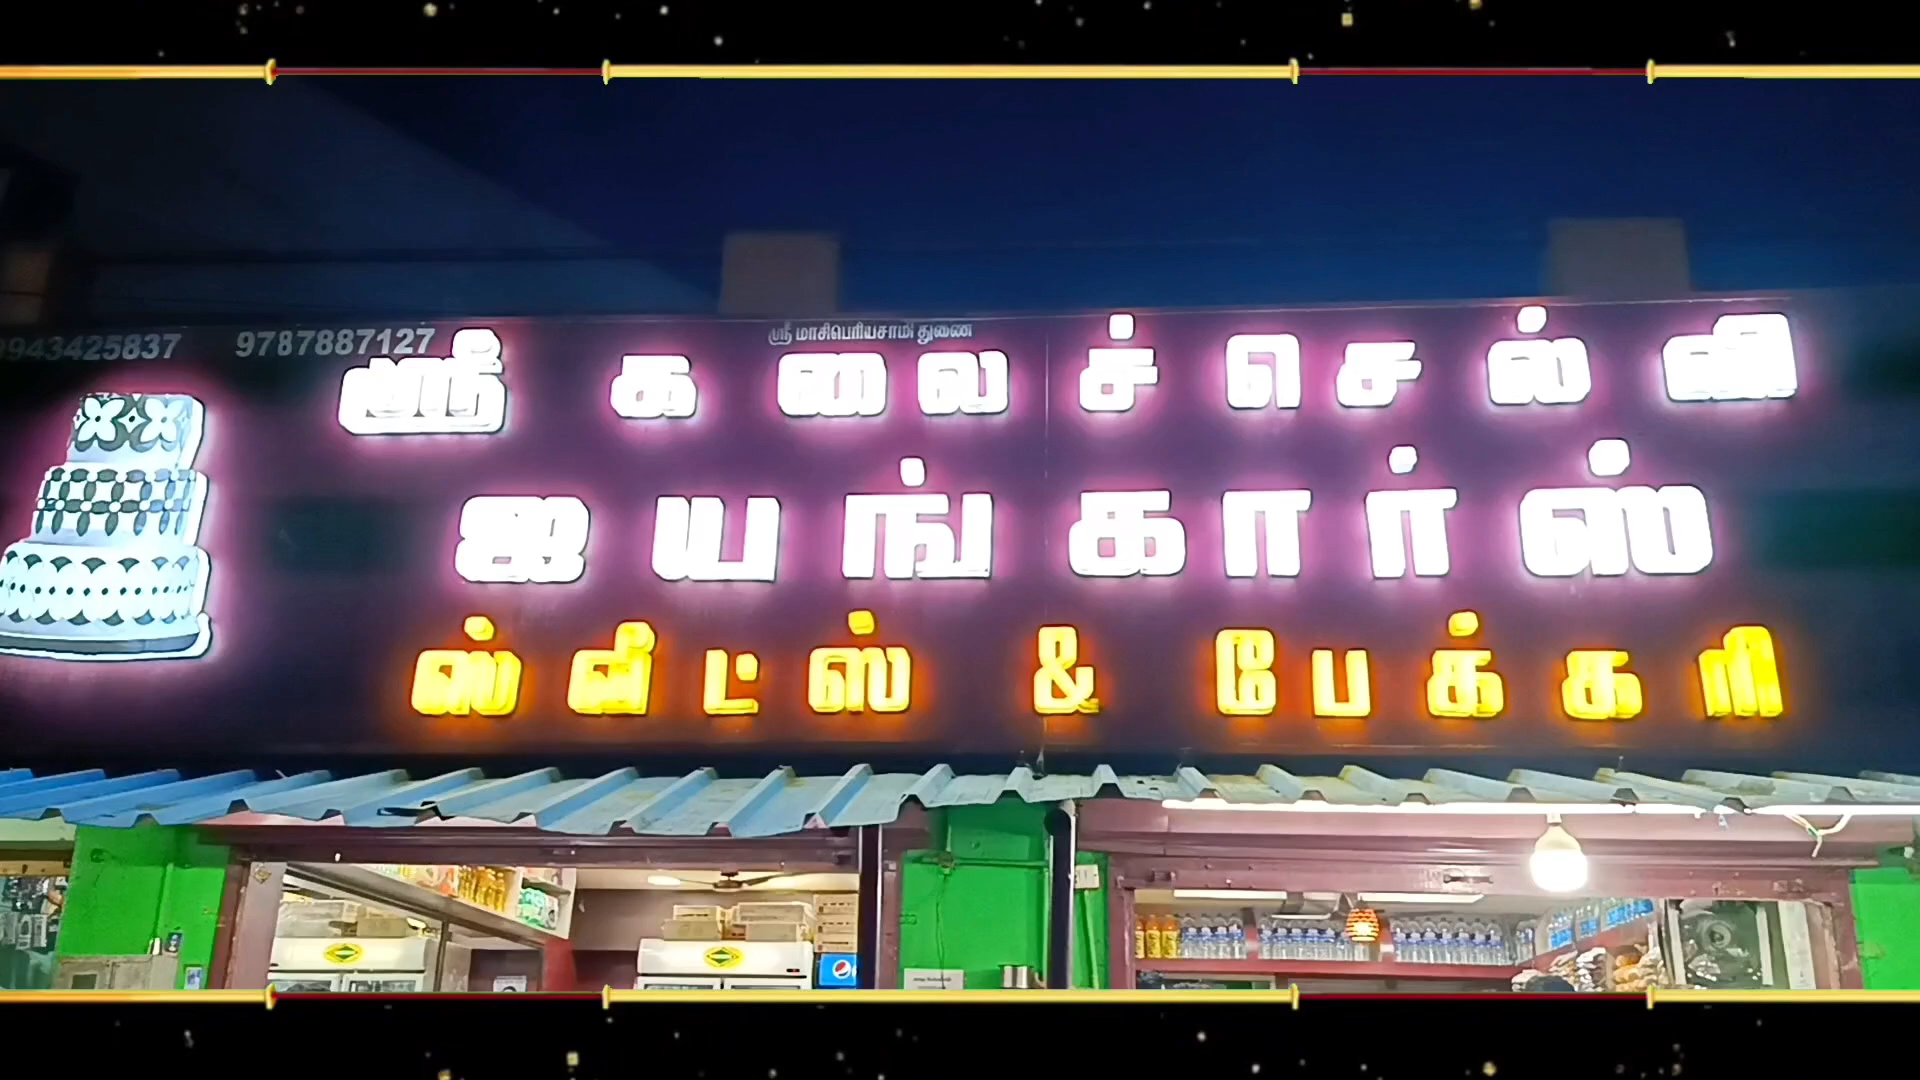 9943425837 9787887127
ஸ்ரீ மாசிபெரியசாமி துணை
ஸ்ரீ கலைச்செல்வி
ஐயங்கார்ஸ்
ஸ்வீட்ஸ் & பேக்கரி